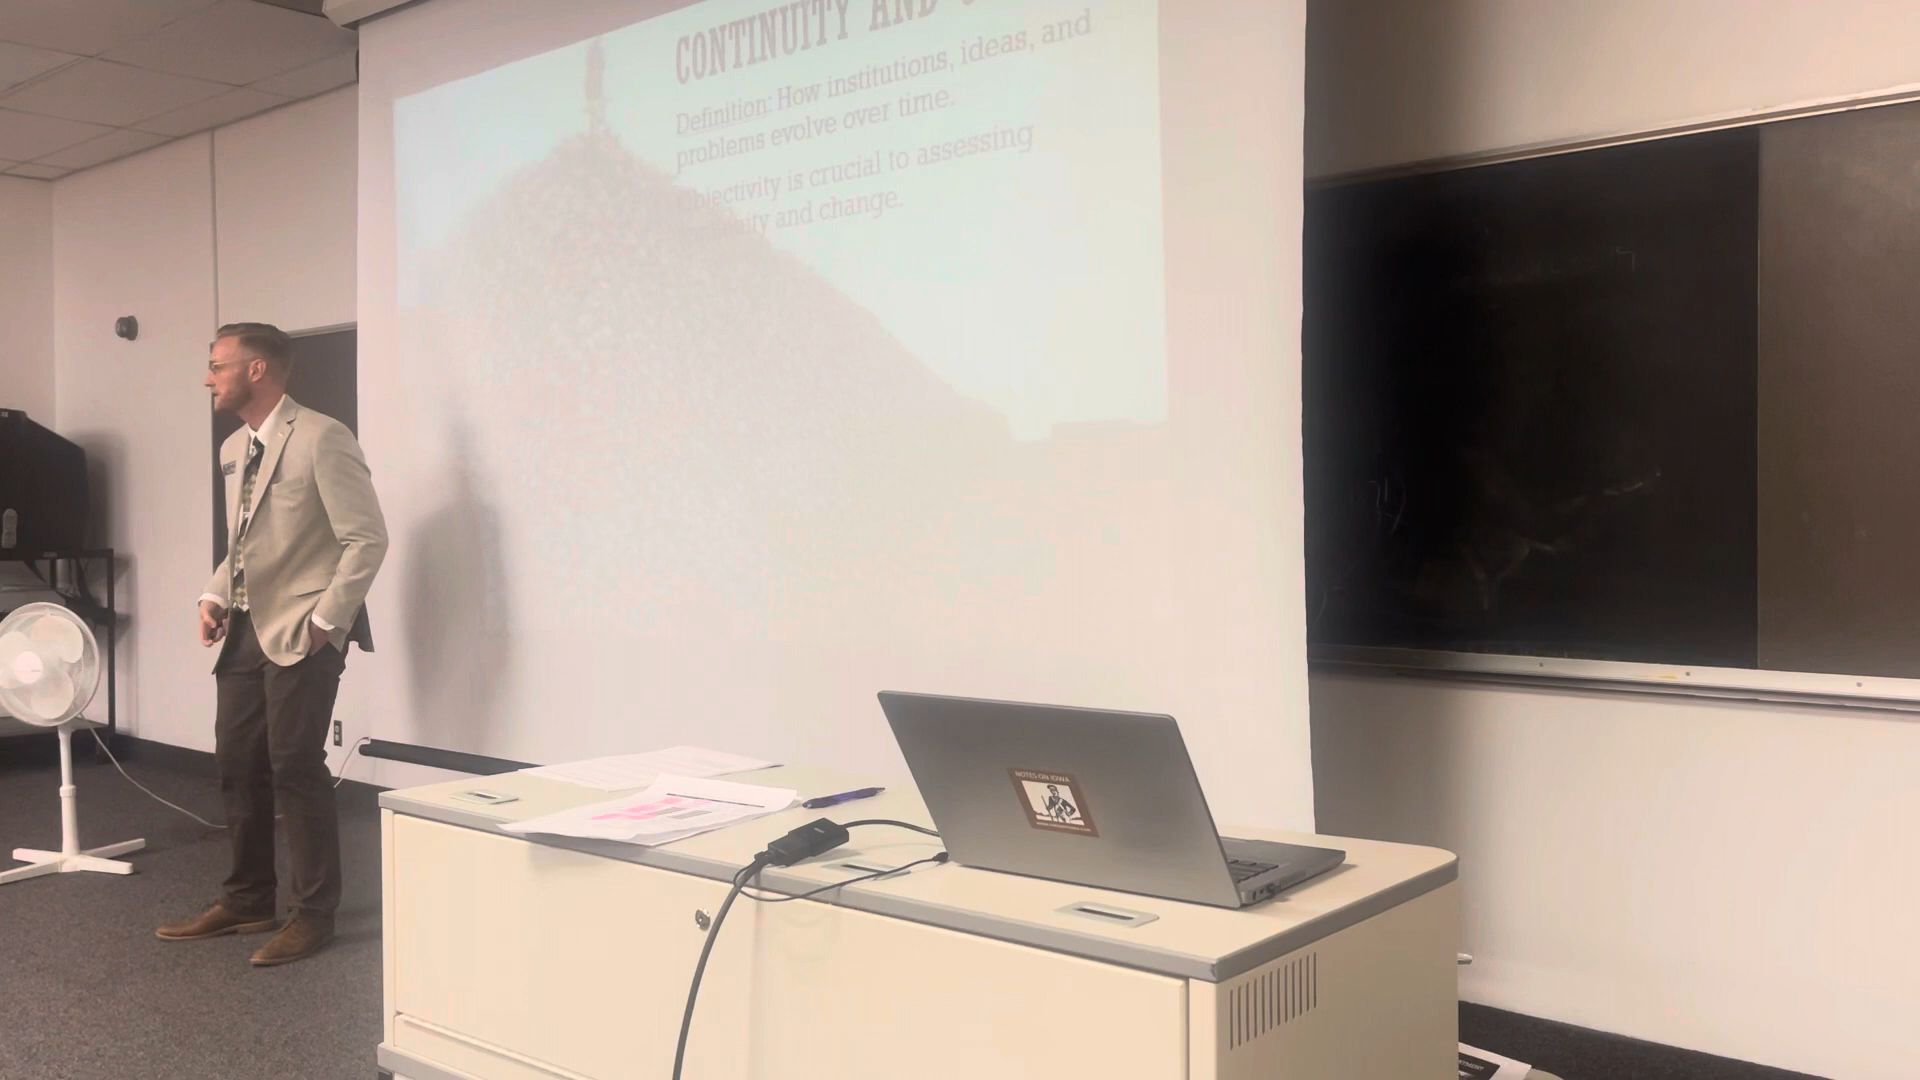 CONTINUITY AND
Definition: How institutions, ideas, and
problems evolve over time.
Objectivity is crucial to assessing
and change.
NOTES ON IOWA